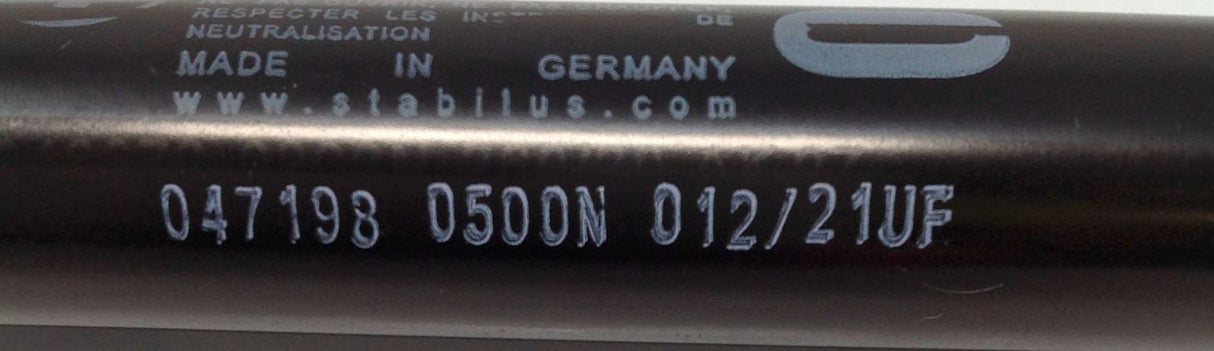 RESPECTER LES DE
NEUTRALISATION
MADE IN GERMANY
www.stabilus.com
047198 0500N 012/21UF